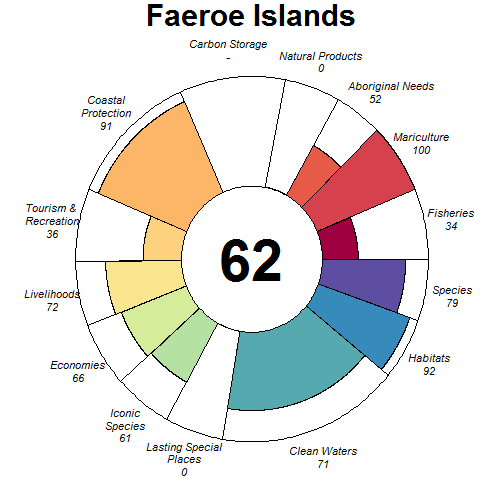 Faeroe Islands
Carbon Storage
-
Natural Products
0
Aboriginal Needs
52
Mariculture
100
Fisheries
34
Species
79
Habitats
92
Clean Waters
71
Lasting Special
Places
0
Iconic
Species
61
Economies
66
Livelihoods
72
Tourism &
Recreation
36
Coastal
Protection
91
62